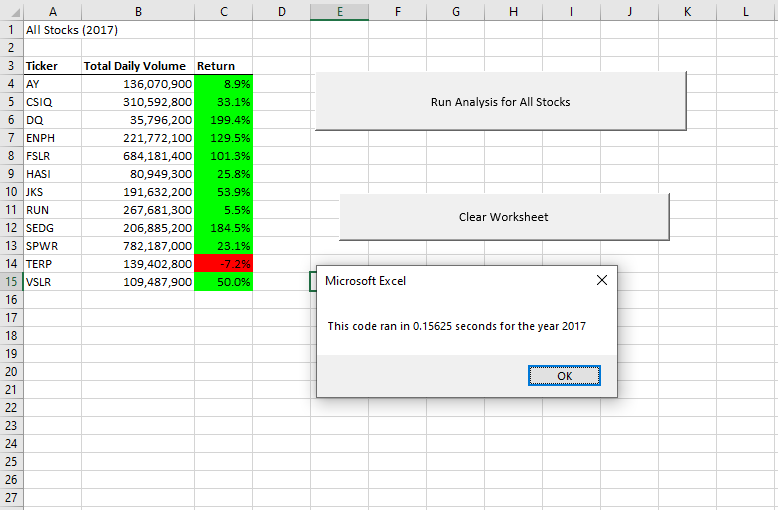 A B C D E F G H I J K L
1 All Stocks (2017)
2
3 Ticker Total Daily Volume Return
4 AY 136,070,900 8.9%
5 CSIQ 310,592,800 33.1%
6 DQ 35,796,200 199.4%
7 ENPH 221,772,100 129.5%
8 FSLR 684,181,400 101.3%
9 HASI 80,949,300 25.8%
10 JKS 191,632,200 53.9%
11 RUN 267,681,300 5.5%
12 SEDG 206,885,200 184.5%
13 SPWR 782,187,000 23.1%
14 TERP 139,402,800 -7.2%
15 VSLR 109,487,900 50.0%
16
17
18
19
20
21
22
23
24
25
26
27
Run Analysis for All Stocks
Clear Worksheet
Microsoft Excel
This code ran in 0.15625 seconds for the year 2017
OK